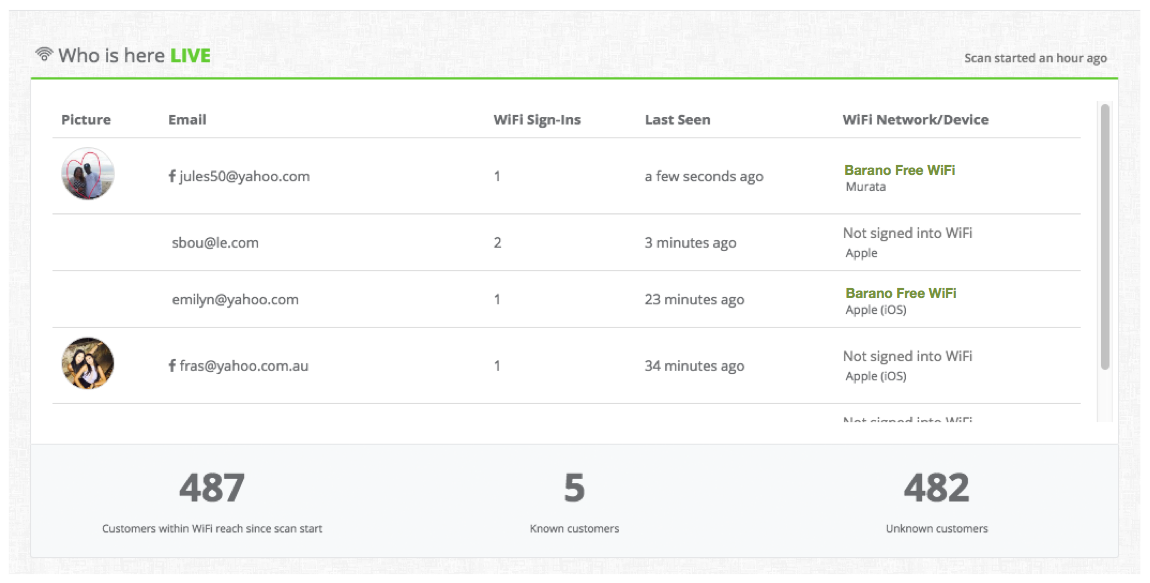 Who is here LIVE
Scan started an hour ago
Picture Email WiFi Sign-Ins Last Seen WiFi Network/Device
jules50@yahoo.com 1 a few seconds ago Barano Free WiFi
Murata
sbou@le.com 2 3 minutes ago Not signed into WiFi
Apple
emilyn@yahoo.com 1 23 minutes ago Barano Free WiFi
Apple (iOS)
fras@yahoo.com.au 1 34 minutes ago Not signed into WiFi
Apple (iOS)
Not signed into WiFi
487 5 482
Customers within WiFi reach since scan start Known customers Unknown customers